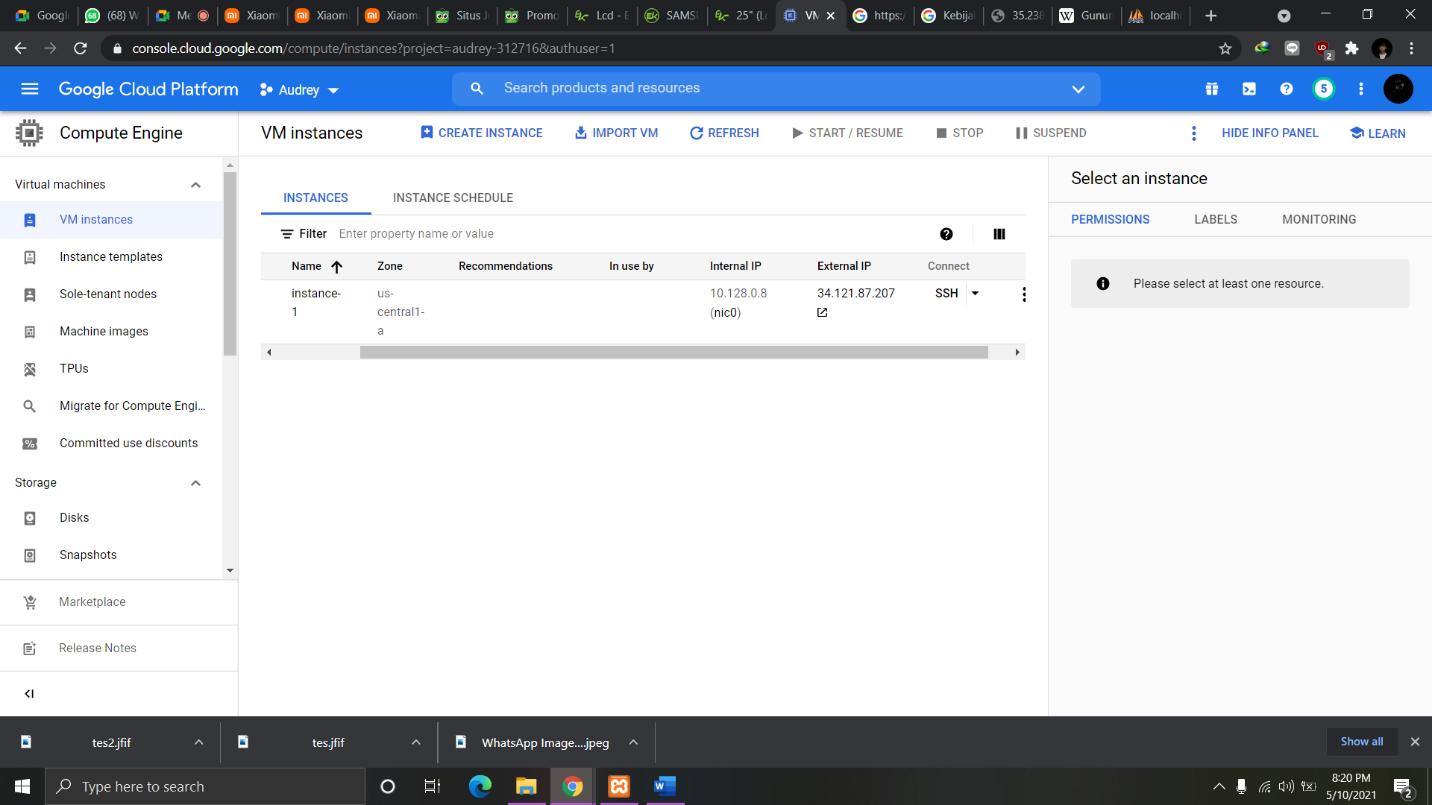 Googl
(68) W
Me
Xiaom
Xiaom
Xiaom
Situs J
Promo
Lcd - E
SAMS
25" (L
VM
https:/
Kebijal
35.238
Gunur
localh
console.cloud.google.com/compute/instances?project=audrey-312716&authuser=1
2
Google Cloud Platform
Audrey
Search products and resources
5
Compute Engine
VM instances
CREATE INSTANCE
IMPORT VM
REFRESH
START / RESUME
STOP
SUSPEND
HIDE INFO PANEL
LEARN
Virtual machines
VM instances
Instance templates
Sole-tenant nodes
Machine images
TPUs
Migrate for Compute Engi...
Committed use discounts
Storage
Disks
Snapshots
Marketplace
Release Notes
INSTANCES
INSTANCE SCHEDULE
Filter Enter property name or value
Name Zone Recommendations In use by Internal IP External IP Connect
instance- us- 10.128.0.8 34.121.87.207 SSH
1 central1- (nic0)
a
Select an instance
PERMISSIONS
LABELS
MONITORING
Please select at least one resource.
tes2.jfif
tes.jfif
WhatsApp Image....jpeg
Show all
Type here to search
8:20 PM
5/10/2021
2